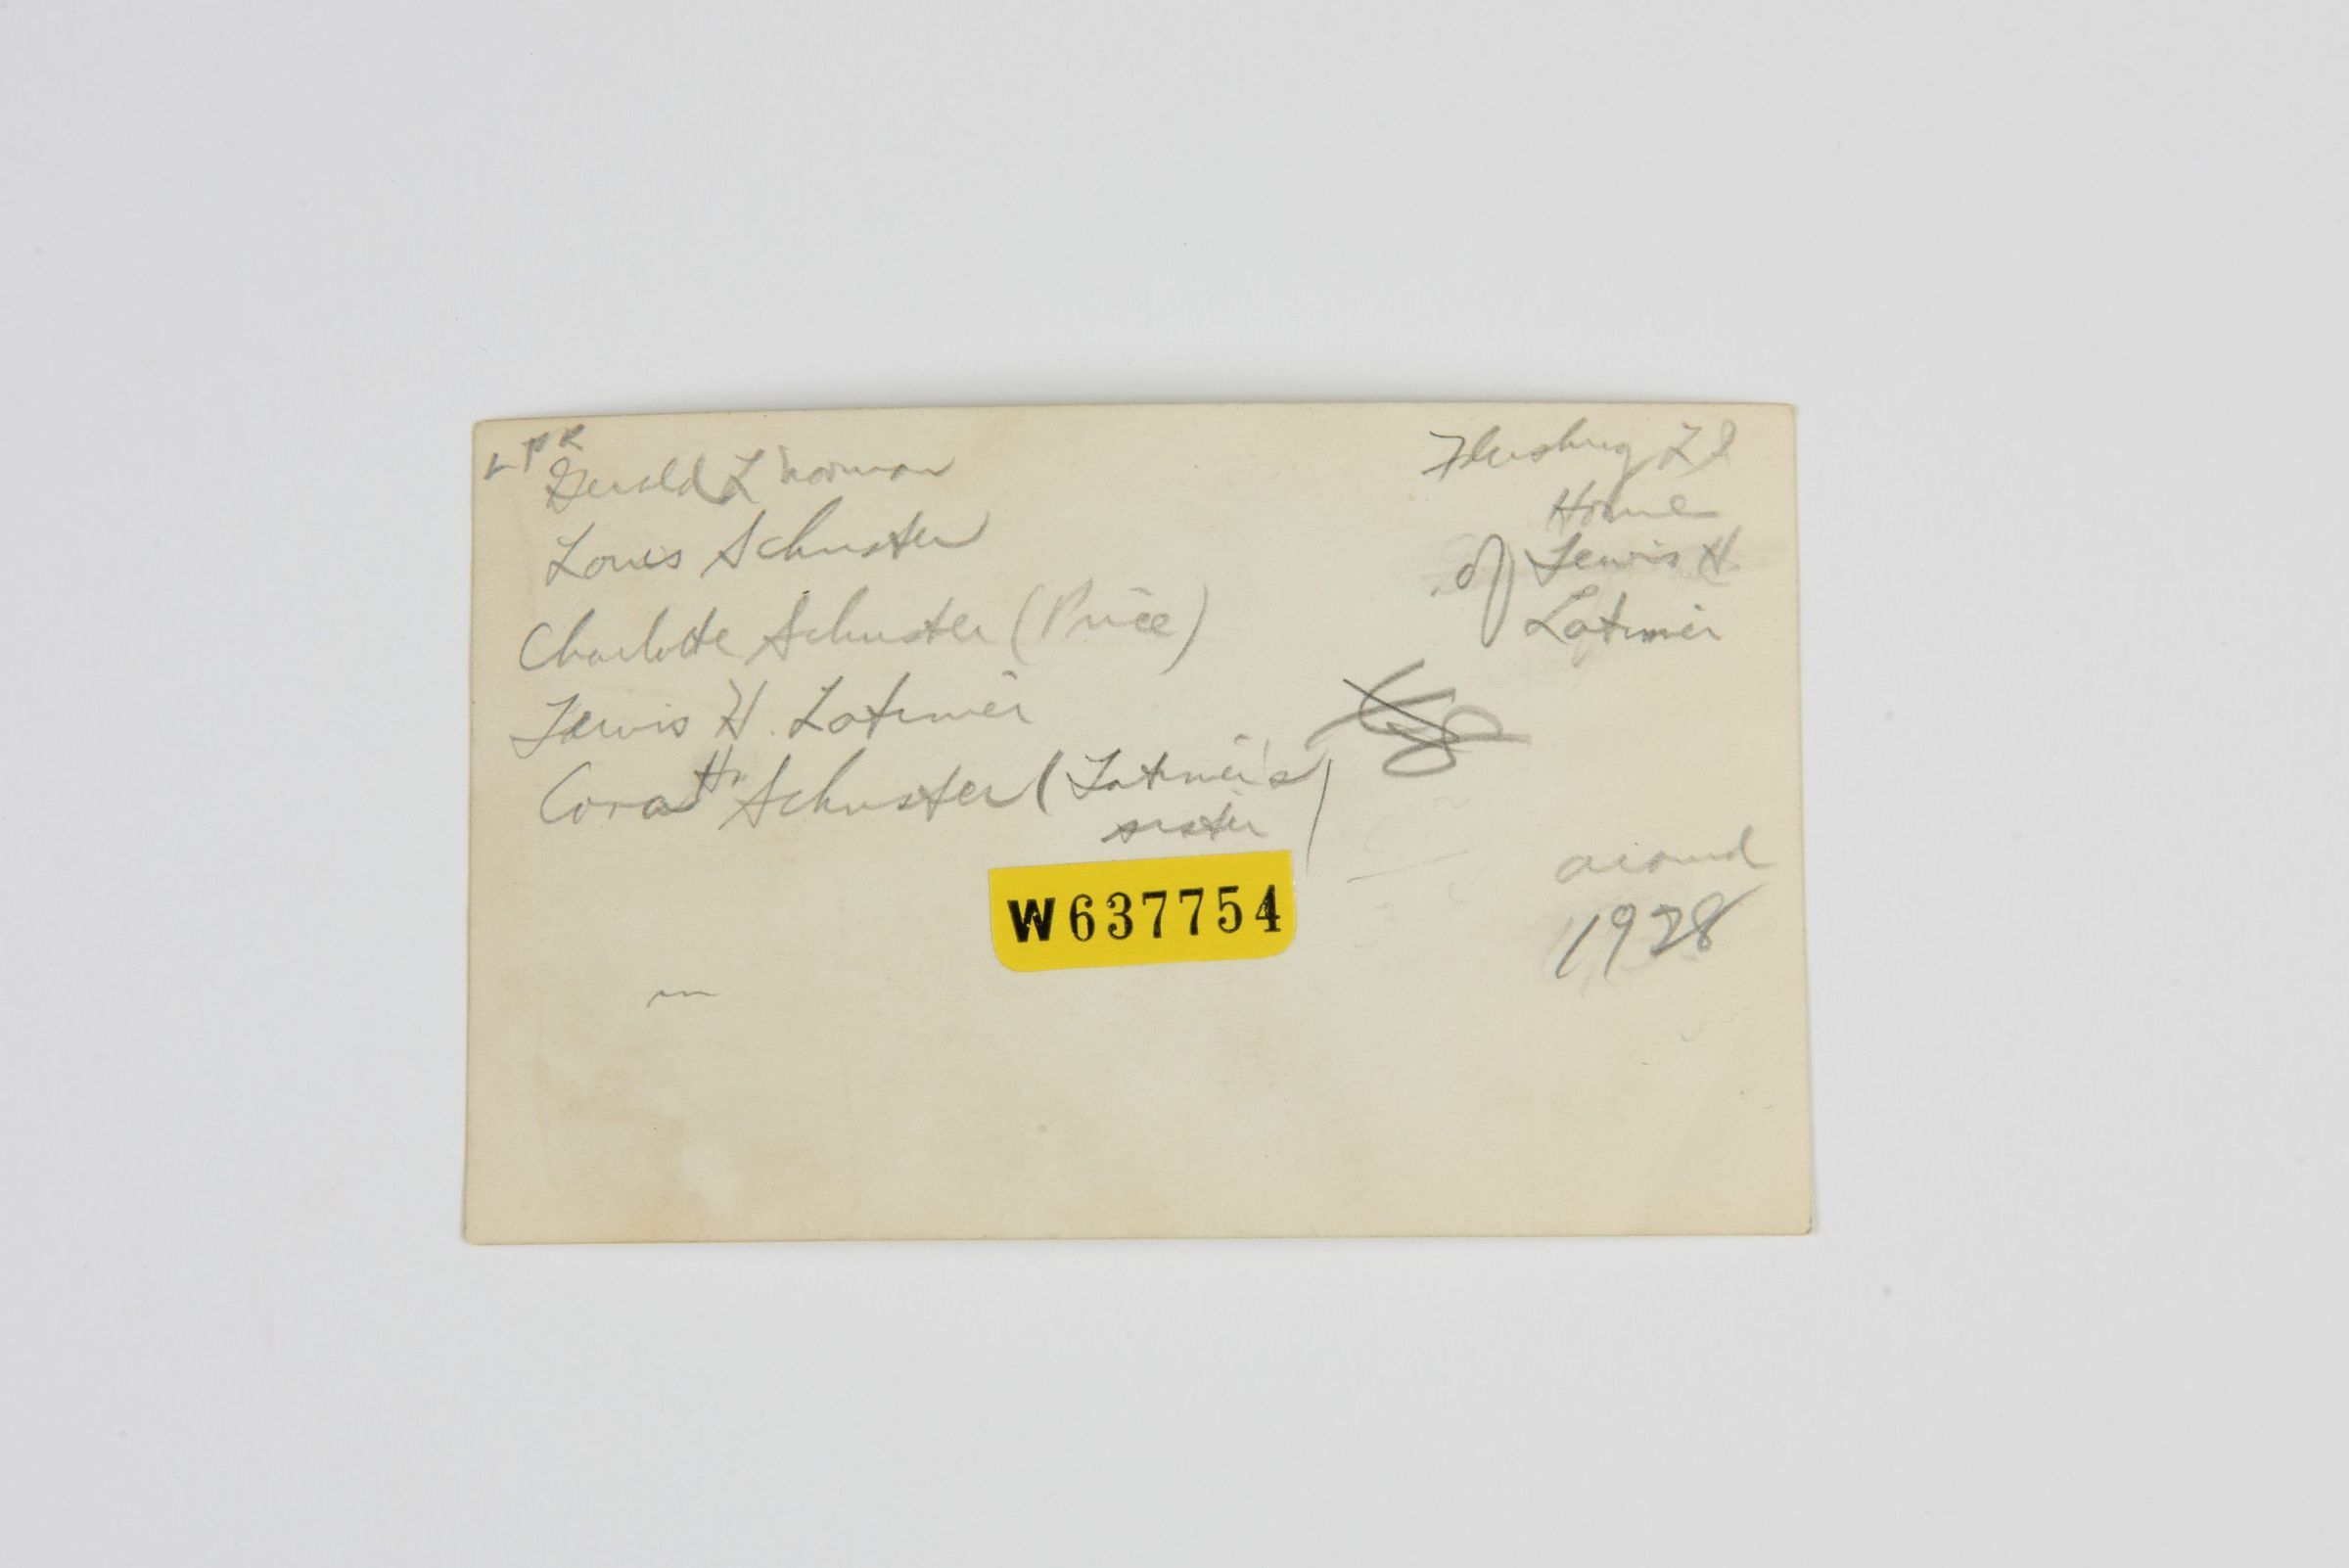 L P R
Gerald L Norman
Louis Schuster
Charlotte Schuster (Price)
Lewis H. Latimer
Cora H. Schuster (Latimer's
sister)
Flushing LI
Home
of Lewis H.
Latimer
around
1928
W637754